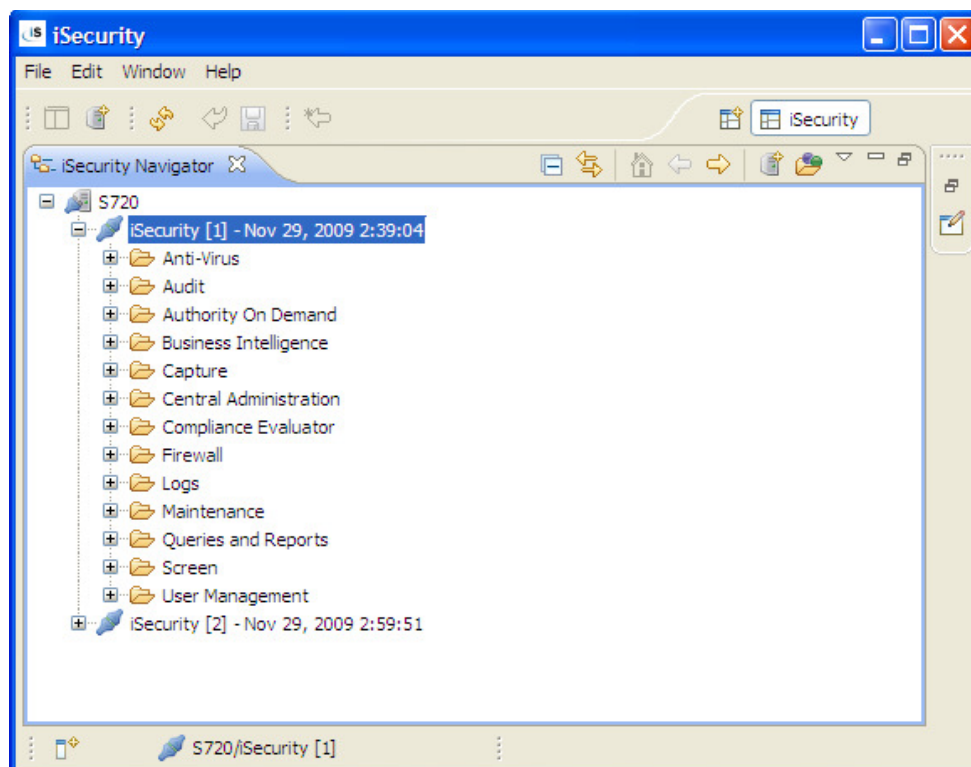 iS iSecurity
File Edit Window Help
iSecurity
iSecurity Navigator
S720
iSecurity [1] - Nov 29, 2009 2:39:04
Anti-Virus
Audit
Authority On Demand
Business Intelligence
Capture
Central Administration
Compliance Evaluator
Firewall
Logs
Maintenance
Queries and Reports
Screen
User Management
iSecurity [2] - Nov 29, 2009 2:59:51
S720/iSecurity [1]